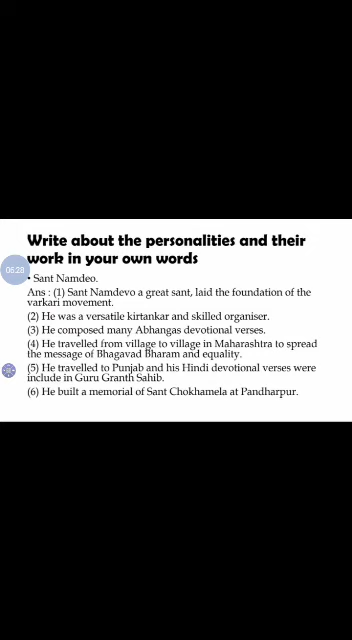 Write about the personalities and their
work in your own words
06:28
• Sant Namdeo.
Ans : (1) Sant Namdevo a great sant, laid the foundation of the
varkari movement.
(2) He was a versatile kirtankar and skilled organiser.
(3) He composed many Abhangas devotional verses.
(4) He travelled from village to village in Maharashtra to spread
the message of Bhagavad Bharam and equality.
(5) He travelled to Punjab and his Hindi devotional verses were
include in Guru Granth Sahib.
(6) He built a memorial of Sant Chokhamela at Pandharpur.